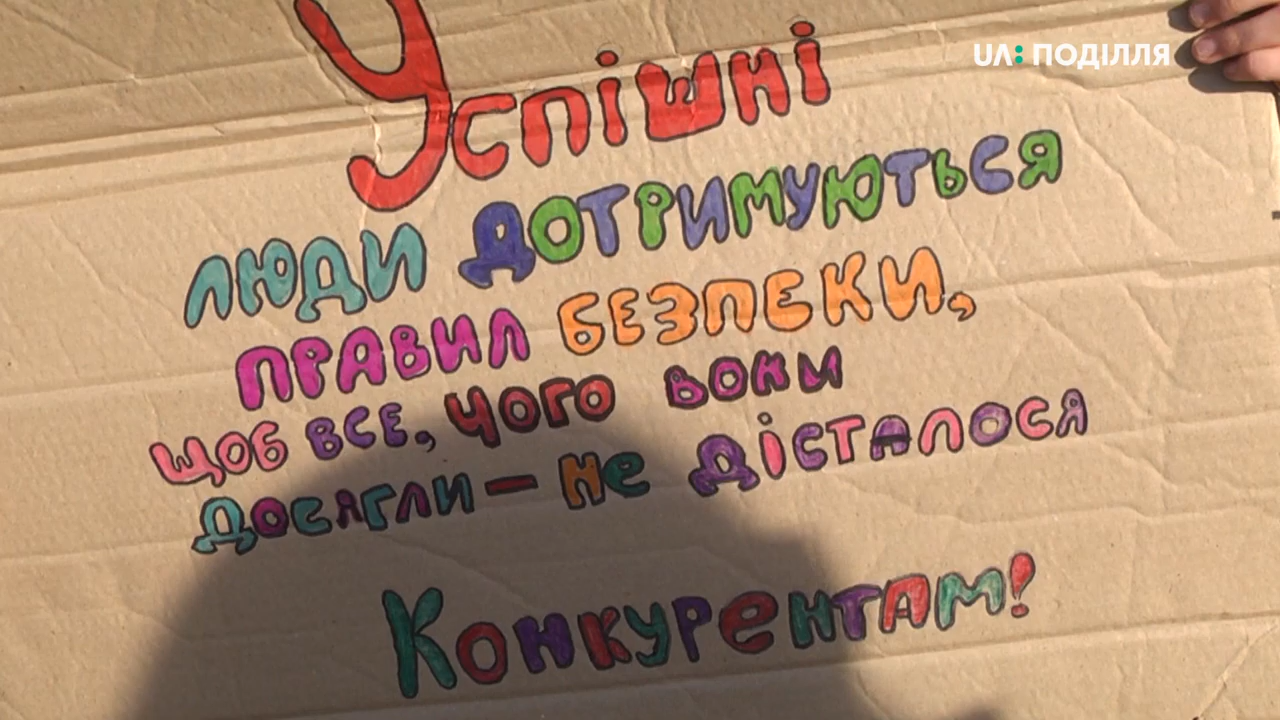 UA: ПОДІЛЛЯ
Успішні
люди дотримуються
правил безпеки,
щоб все, чого вони
досягли – не дісталося
Конкурентам!